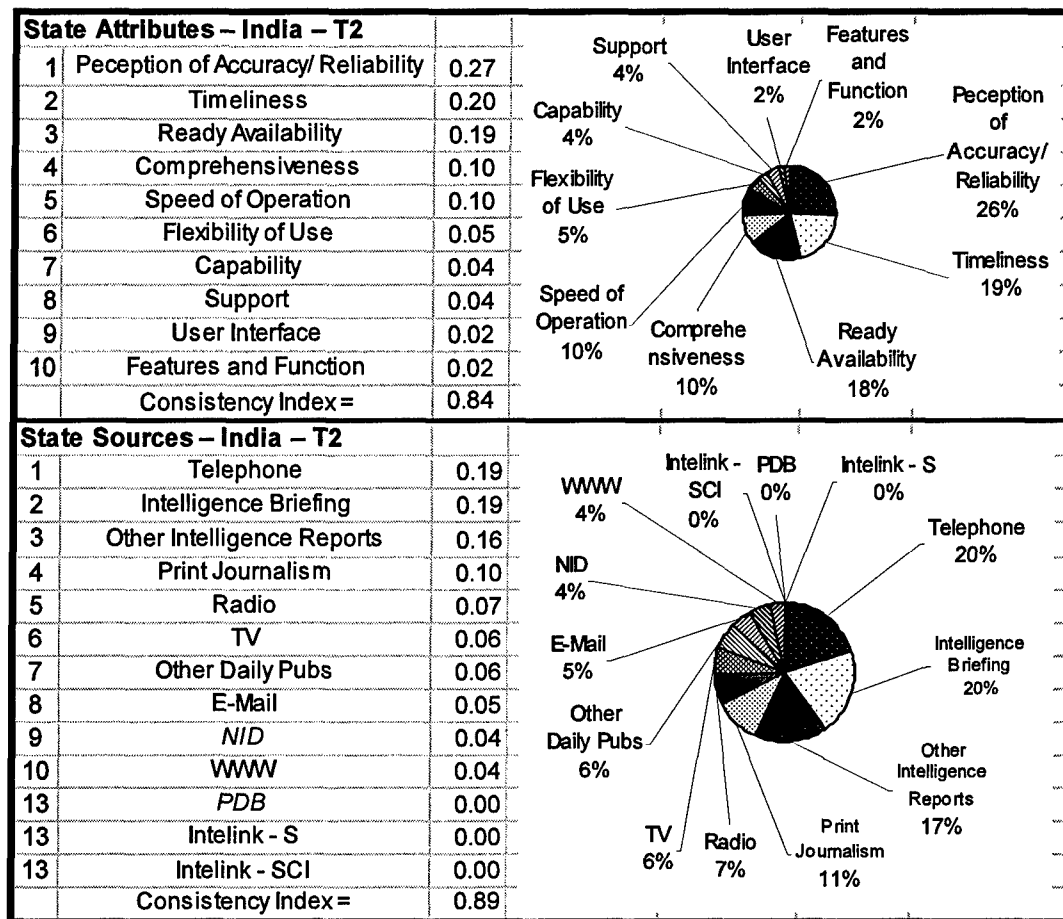 State Attributes – India – T2
1 Peception of Accuracy/ Reliability 0.27
2 Timeliness 0.20
3 Ready Availability 0.19
4 Comprehensiveness 0.10
5 Speed of Operation 0.10
6 Flexibility of Use 0.05
7 Capability 0.04
8 Support 0.04
9 User Interface 0.02
10 Features and Function 0.02
Consistency Index = 0.84
Support
4%
User
Interface
2%
Features
and
Function
2%
Peception
of
Accuracy/
Reliability
26%
Timeliness
19%
Ready
Availability
18%
Comprehe
nsiveness
10%
Speed of
Operation
10%
Flexibility
of Use
5%
Capability
4%
State Sources – India – T2
1 Telephone 0.19
2 Intelligence Briefing 0.19
3 Other Intelligence Reports 0.16
4 Print Journalism 0.10
5 Radio 0.07
6 TV 0.06
7 Other Daily Pubs 0.06
8 E-Mail 0.05
9 NID 0.04
10 WWW 0.04
13 PDB 0.00
13 Intelink - S 0.00
13 Intelink - SCI 0.00
Consistency Index = 0.89
WWW
4%
Intelink -
SCI
0%
PDB
0%
Intelink - S
0%
Telephone
20%
Intelligence
Briefing
20%
Other
Intelligence
Reports
17%
Print
Journalism
11%
Radio
7%
TV
6%
Other
Daily Pubs
6%
E-Mail
5%
NID
4%